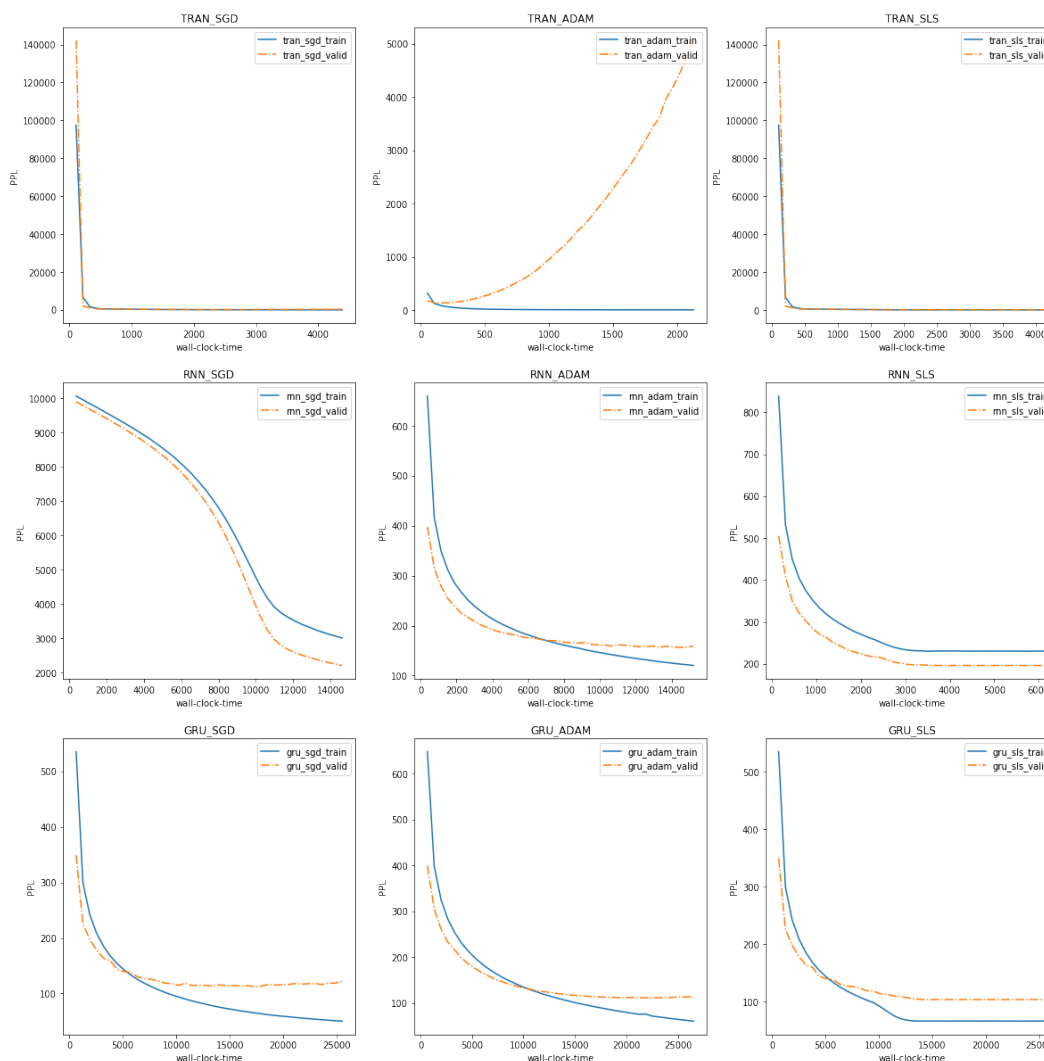 TRAN_SGD
tran_sgd_train
tran_sgd_valid
PPL
140000
120000
100000
80000
60000
40000
20000
0
0 1000 2000 3000 4000
wall-clock-time
TRAN_ADAM
tran_adam_train
tran_adam_valid
PPL
5000
4000
3000
2000
1000
0
0 500 1000 1500 2000
wall-clock-time
TRAN_SLS
tran_sls_train
tran_sls_valid
PPL
140000
120000
100000
80000
60000
40000
20000
0
0 500 1000 1500 2000 2500 3000 3500 4000
wall-clock-time
RNN_SGD
rnn_sgd_train
rnn_sgd_valid
PPL
10000
9000
8000
7000
6000
5000
4000
3000
2000
0 2000 4000 6000 8000 10000 12000 14000
wall-clock-time
RNN_ADAM
rnn_adam_train
rnn_adam_valid
PPL
600
500
400
300
200
100
0 2000 4000 6000 8000 10000 12000 14000
wall-clock-time
RNN_SLS
rnn_sls_train
rnn_sls_valid
PPL
800
700
600
500
400
300
200
0 1000 2000 3000 4000 5000
wall-clock-time
GRU_SGD
gru_sgd_train
gru_sgd_valid
PPL
500
400
300
200
100
0 5000 10000 15000 20000 25000
wall-clock-time
GRU_ADAM
gru_adam_train
gru_adam_valid
PPL
600
500
400
300
200
100
0 5000 10000 15000 20000 25000
wall-clock-time
GRU_SLS
gru_sls_train
gru_sls_valid
PPL
500
400
300
200
100
0 5000 10000 15000 20000
wall-clock-time